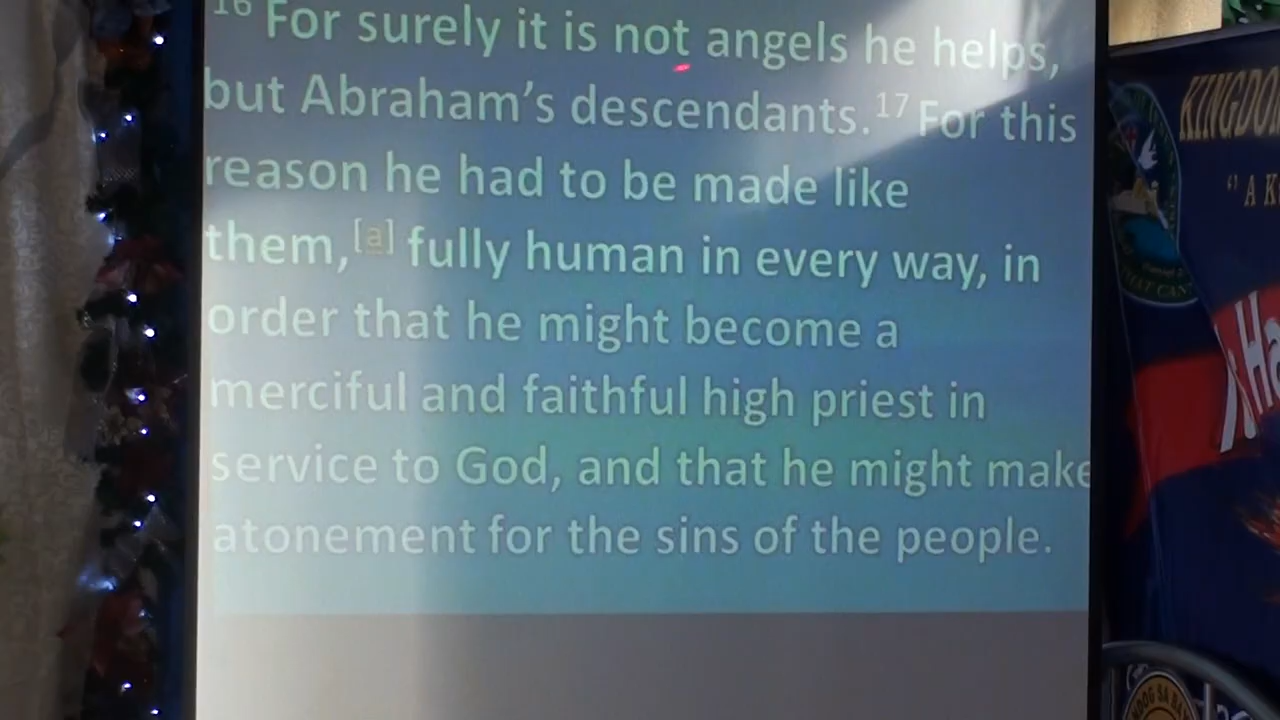 16 For surely it is not angels he helps,
but Abraham's descendants. 17 For this
reason he had to be made like
them,[a] fully human in every way, in
order that he might become a
merciful and faithful high priest in
service to God, and that he might make
atonement for the sins of the people.
"A K
Ha